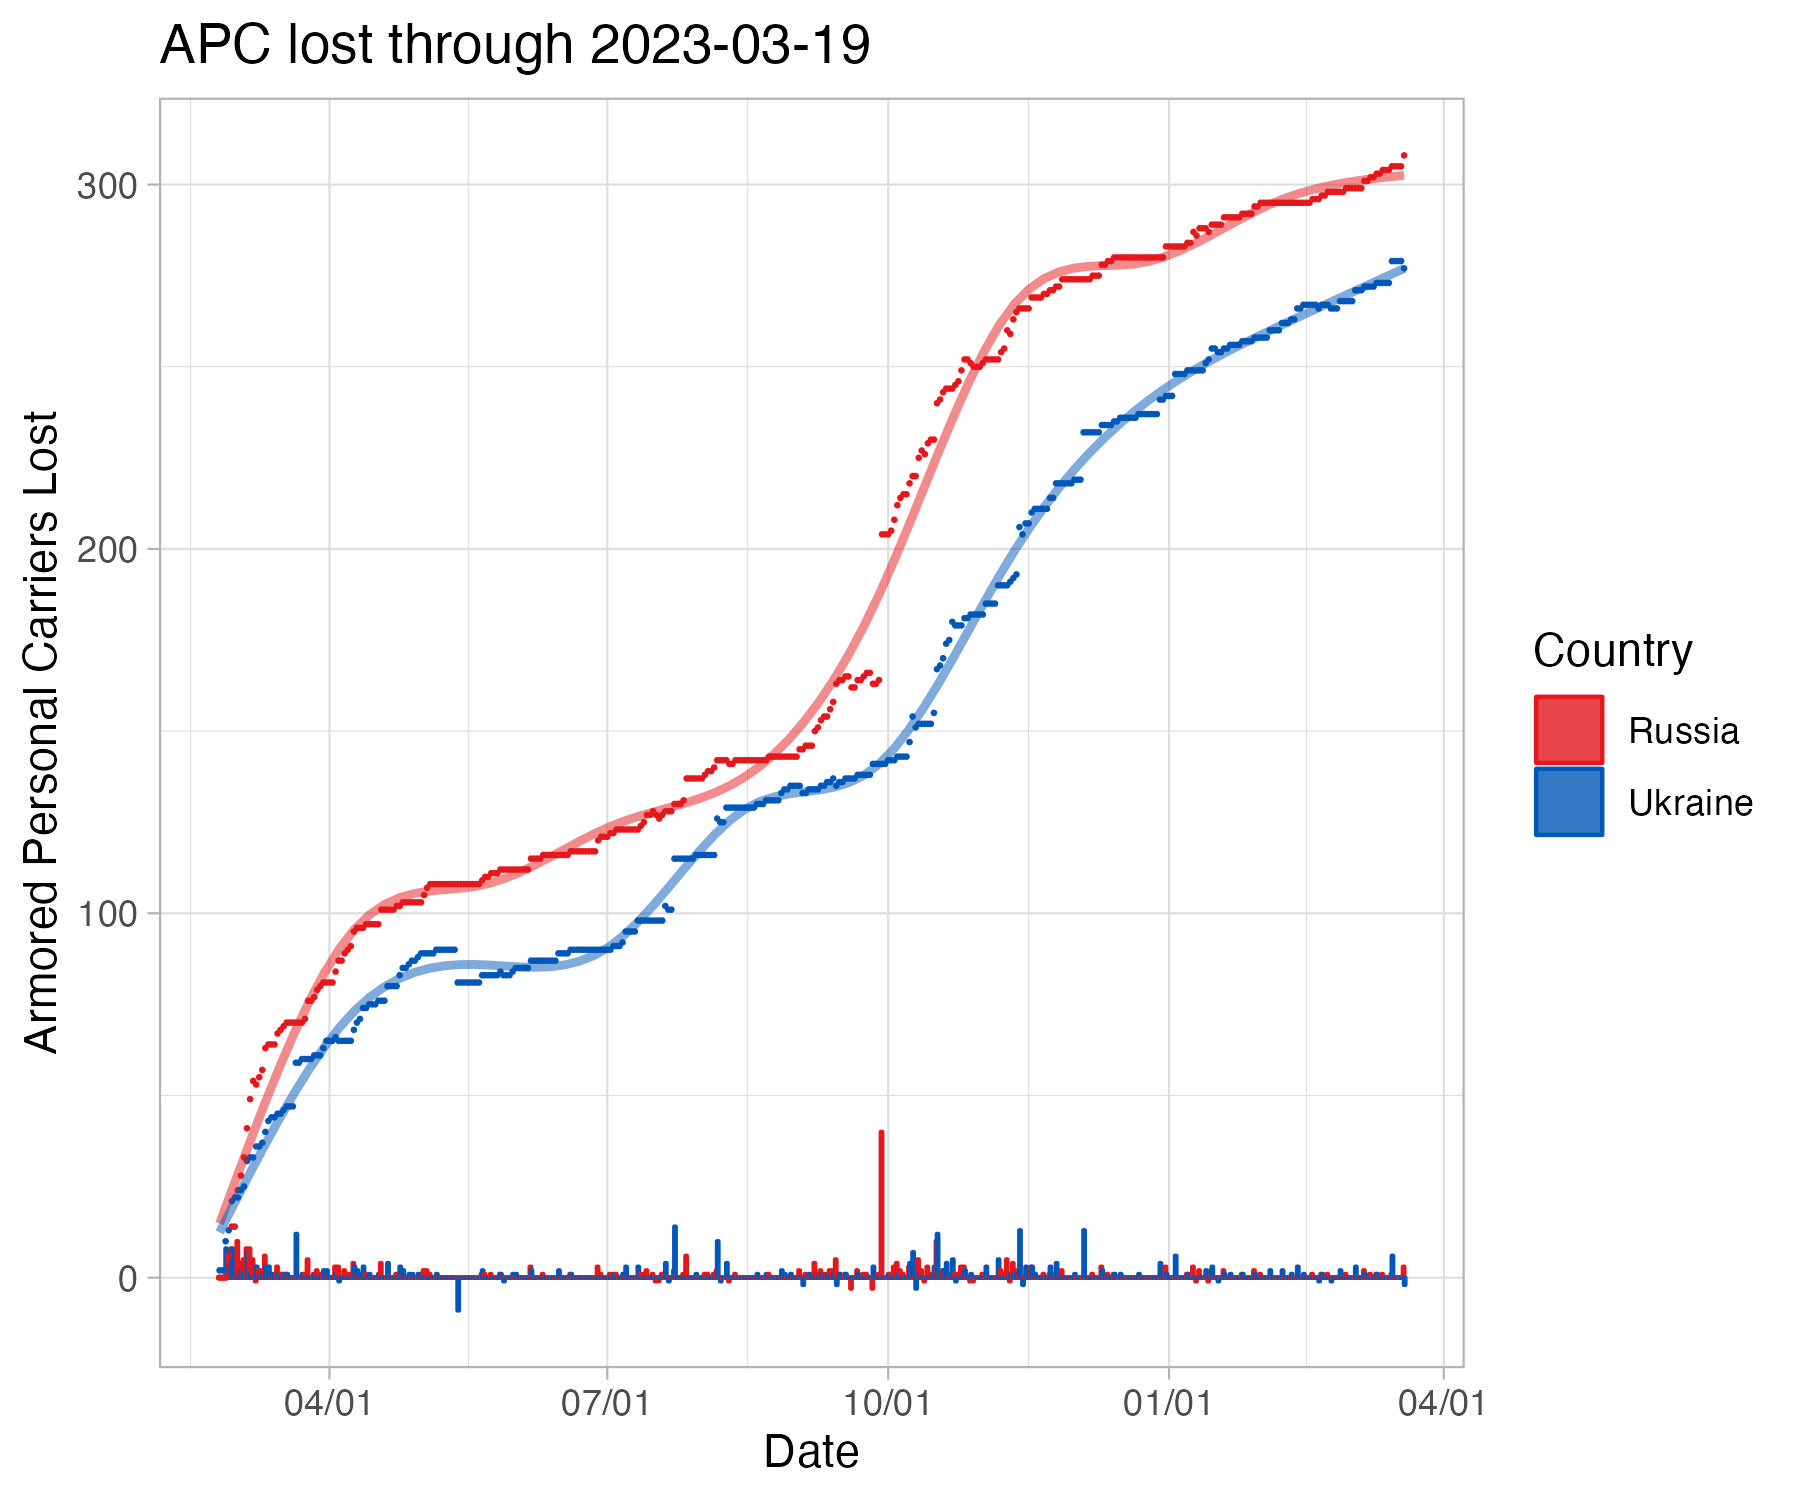 APC lost through 2023-03-19
Armored Personal Carriers Lost
300
200
100
0
04/01
07/01
10/01
01/01
04/01
Date
Country
Russia
Ukraine